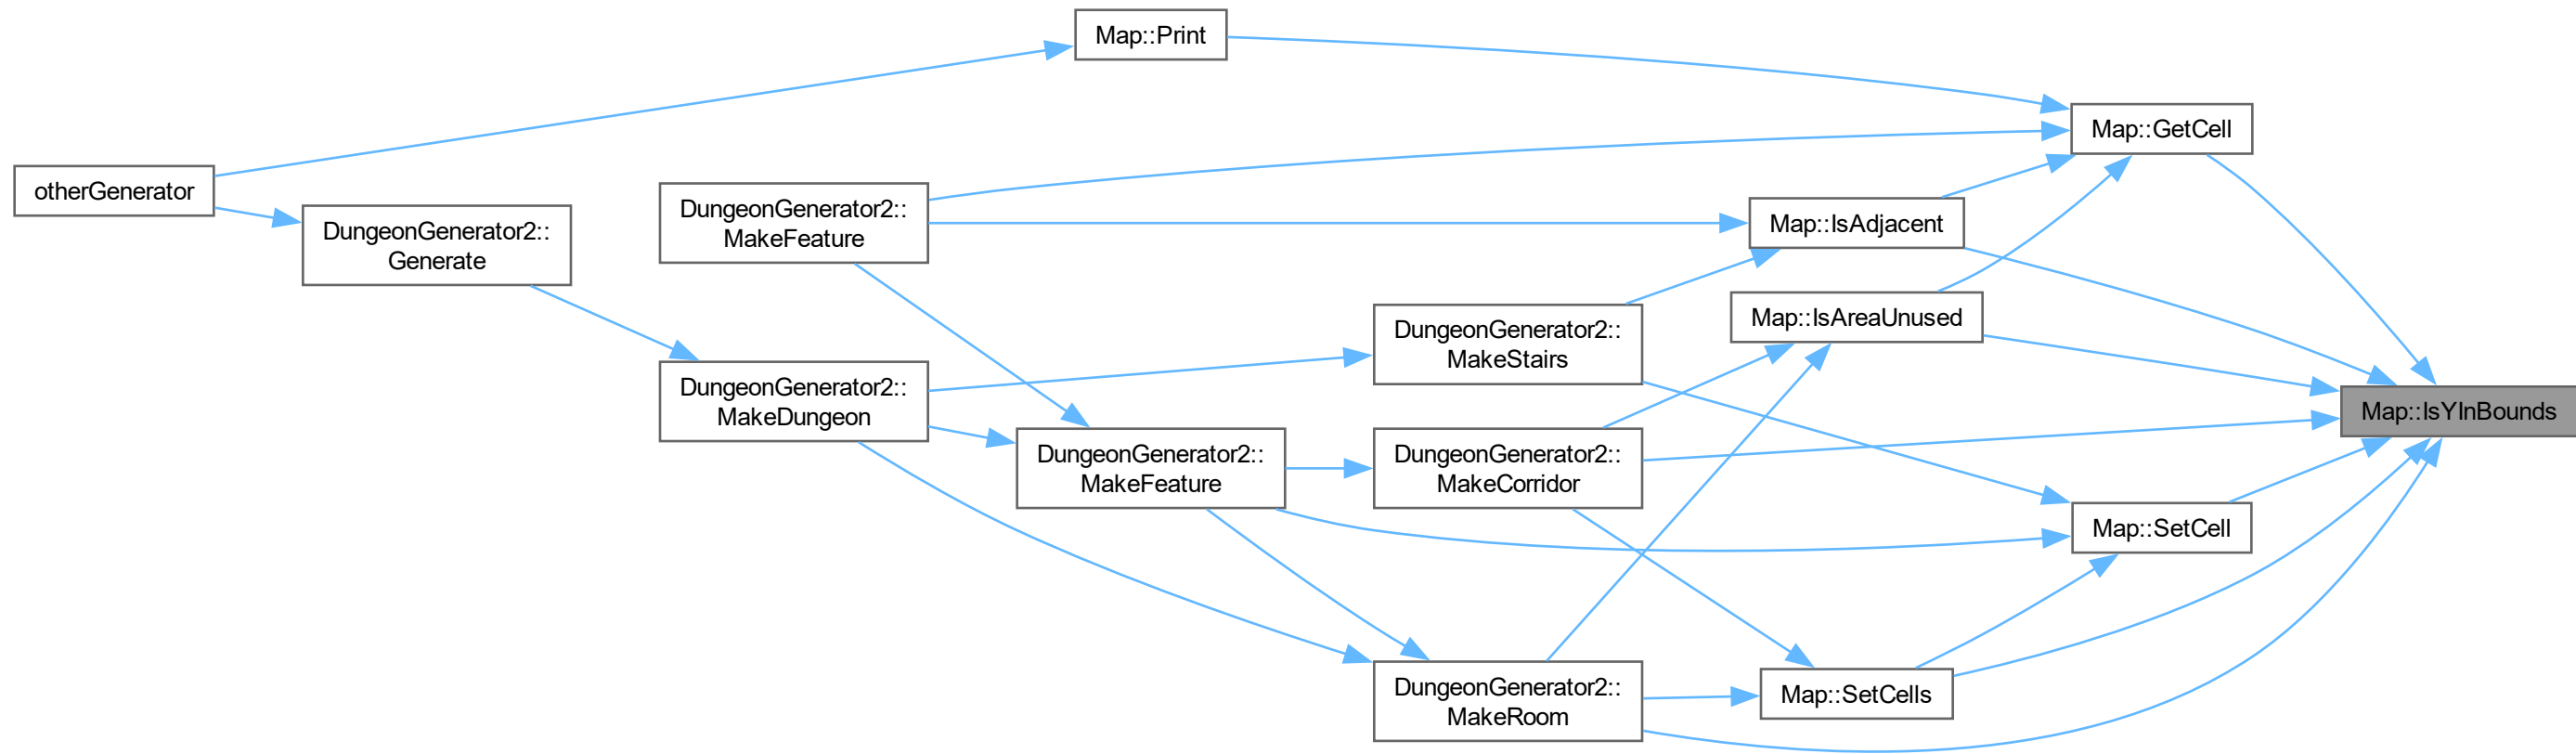 Map::Print
Map::GetCell
otherGenerator
DungeonGenerator2::
Generate
DungeonGenerator2::
MakeFeature
Map::IsAdjacent
Map::IsAreaUnused
DungeonGenerator2::
MakeStairs
DungeonGenerator2::
MakeDungeon
Map::IsYInBounds
DungeonGenerator2::
MakeFeature
DungeonGenerator2::
MakeCorridor
Map::SetCell
DungeonGenerator2::
MakeRoom
Map::SetCells